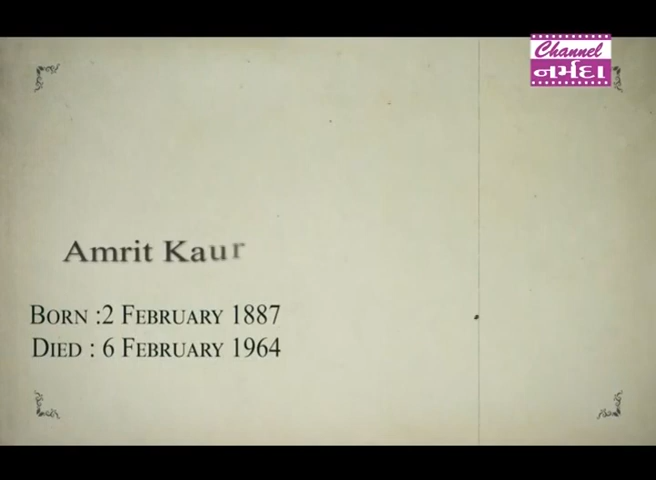 Channel
નર્મદા
Amrit Kaur
BORN :2 FEBRUARY 1887
DIED : 6 FEBRUARY 1964